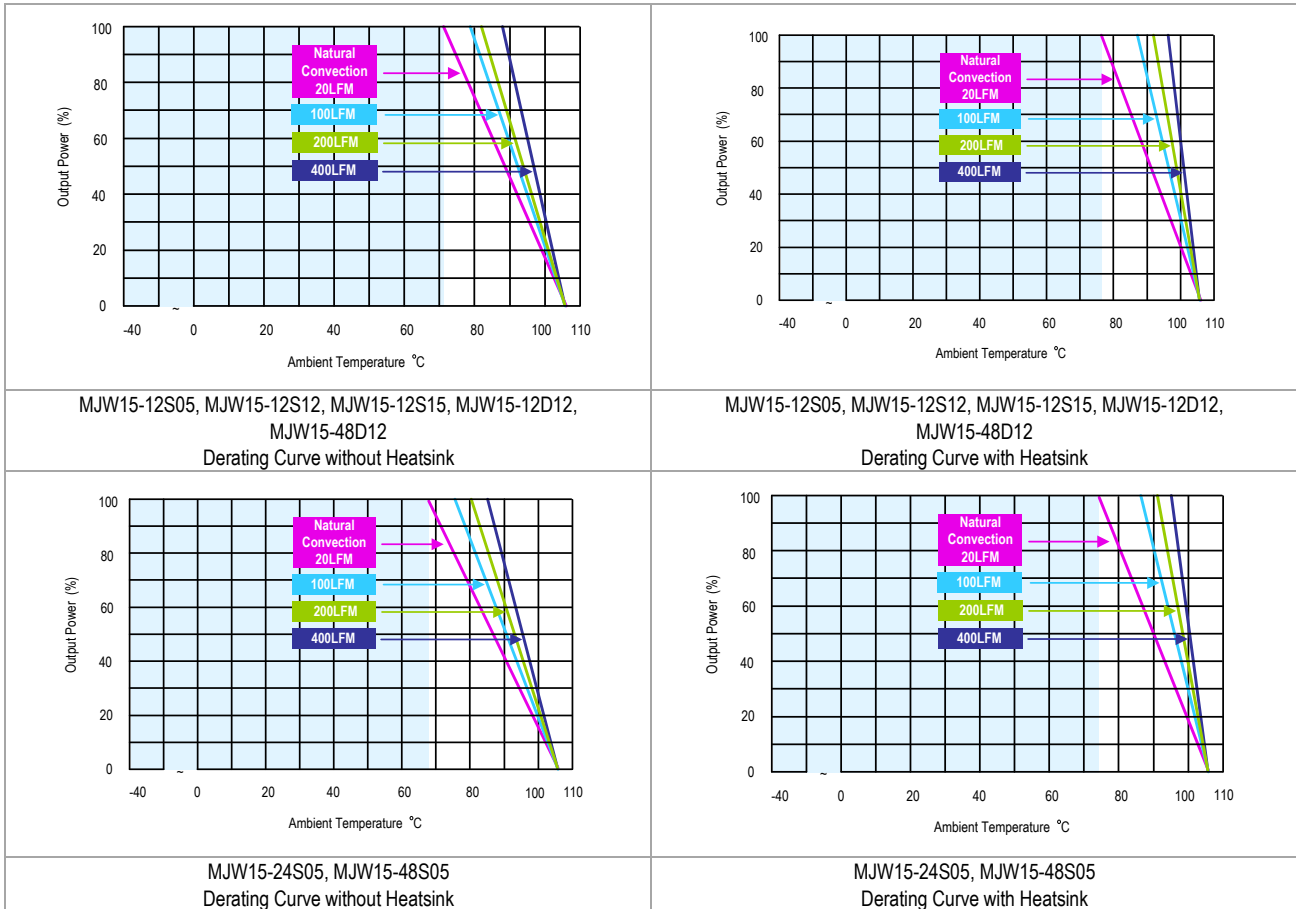 100
80
60
40
20
0
Output Power (%)
Natural
Convection
20LFM
100LFM
200LFM
400LFM
~
-40 0 20 40 60 80 100 110
Ambient Temperature °C
MJW15-12S05, MJW15-12S12, MJW15-12S15, MJW15-12D12,
MJW15-48D12
Derating Curve without Heatsink
100
80
60
40
20
0
Output Power (%)
Natural
Convection
20LFM
100LFM
200LFM
400LFM
~
-40 0 20 40 60 80 100 110
Ambient Temperature °C
MJW15-12S05, MJW15-12S12, MJW15-12S15, MJW15-12D12,
MJW15-48D12
Derating Curve with Heatsink
100
80
60
40
20
0
Output Power (%)
Natural
Convection
20LFM
100LFM
200LFM
400LFM
~
-40 0 20 40 60 80 100 110
Ambient Temperature °C
MJW15-24S05, MJW15-48S05
Derating Curve without Heatsink
100
80
60
40
20
0
Output Power (%)
Natural
Convection
20LFM
100LFM
200LFM
400LFM
~
-40 0 20 40 60 80 100 110
Ambient Temperature °C
MJW15-24S05, MJW15-48S05
Derating Curve with Heatsink